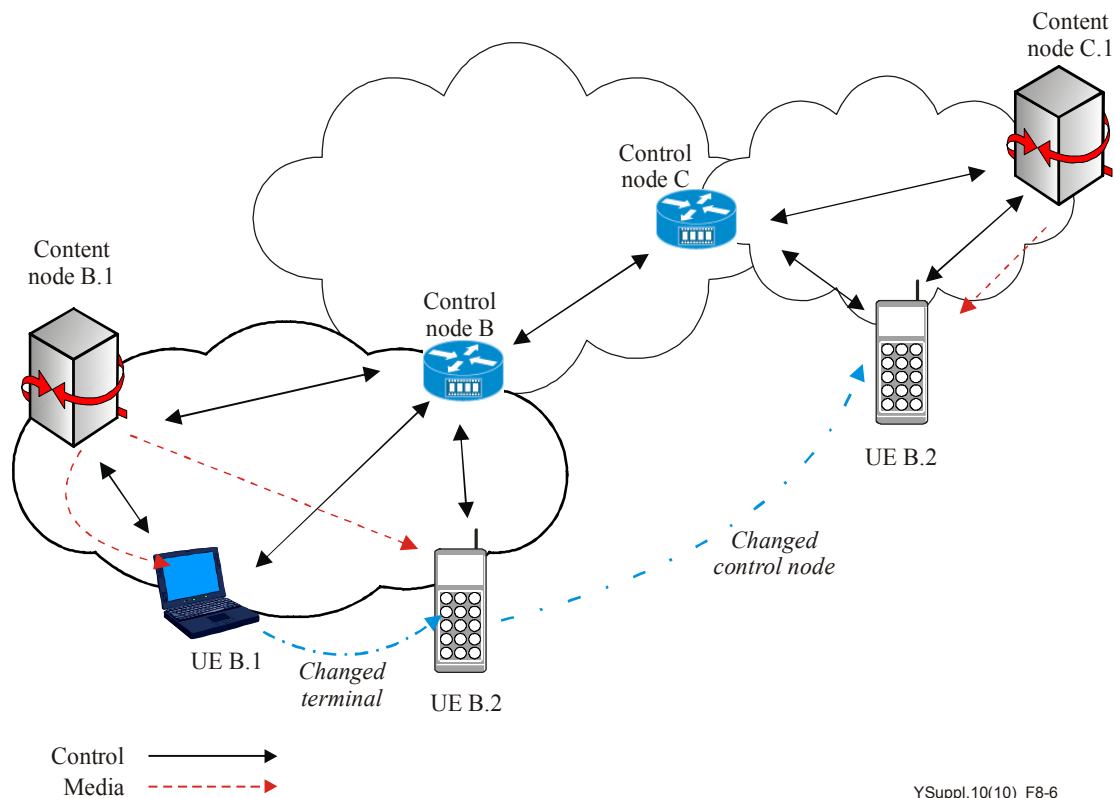 Content
node C.1
Control
node C
Content
node B.1
Control
node B
UE B.2
Changed
control node
UE B.1
Changed
terminal
UE B.2
Control
Media
YSuppl.10(10)_F8-6